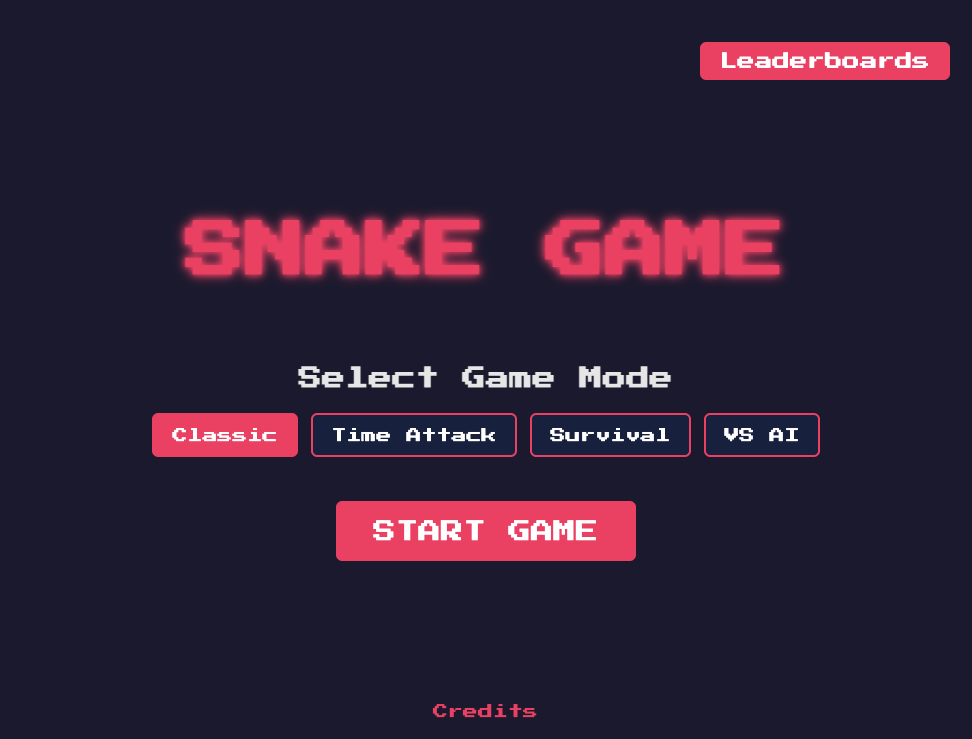 Leaderboards
SNAKE GAME
Select Game Mode
Classic Time Attack Survival VS AI
START GAME
Credits